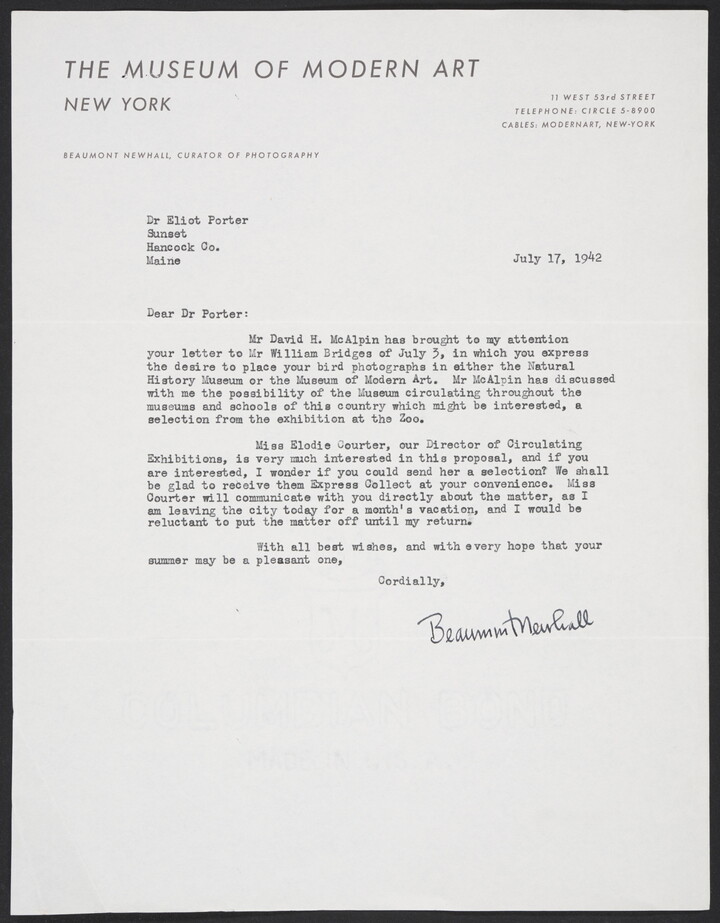 THE MUSEUM OF MODERN ART
NEW YORK
11 WEST 53rd STREET
TELEPHONE: CIRCLE 5-8900
CABLES: MODERNART, NEW-YORK
BEAUMONT NEWHALL, CURATOR OF PHOTOGRAPHY
Dr Eliot Porter
Sunset
Hancock Co.
Maine
July 17, 1942
Dear Dr Porter:
Mr David H. McAlpin has brought to my attention
your letter to Mr William Bridges of July 3, in which you express
the desire to place your bird photographs in either the Natural
History Museum or the Museum of Modern Art. Mr McAlpin has discussed
with me the possibility of the Museum circulating throughout the
museums and schools of this country which might be interested, a
selection from the exhibition at the Zoo.
Miss Elodie Courter, our Director of Circulating
Exhibitions, is very much interested in this proposal, and if you
are interested, I wonder if you could send her a selection? We shall
be glad to receive them Express Collect at your convenience. Miss
Courter will communicate with you directly about the matter, as I
am leaving the city today for a month's vacation, and I would be
reluctant to put the matter off until my return.
With all best wishes, and with every hope that your
summer may be a pleasant one,
Cordially,
Beaumont Newhall